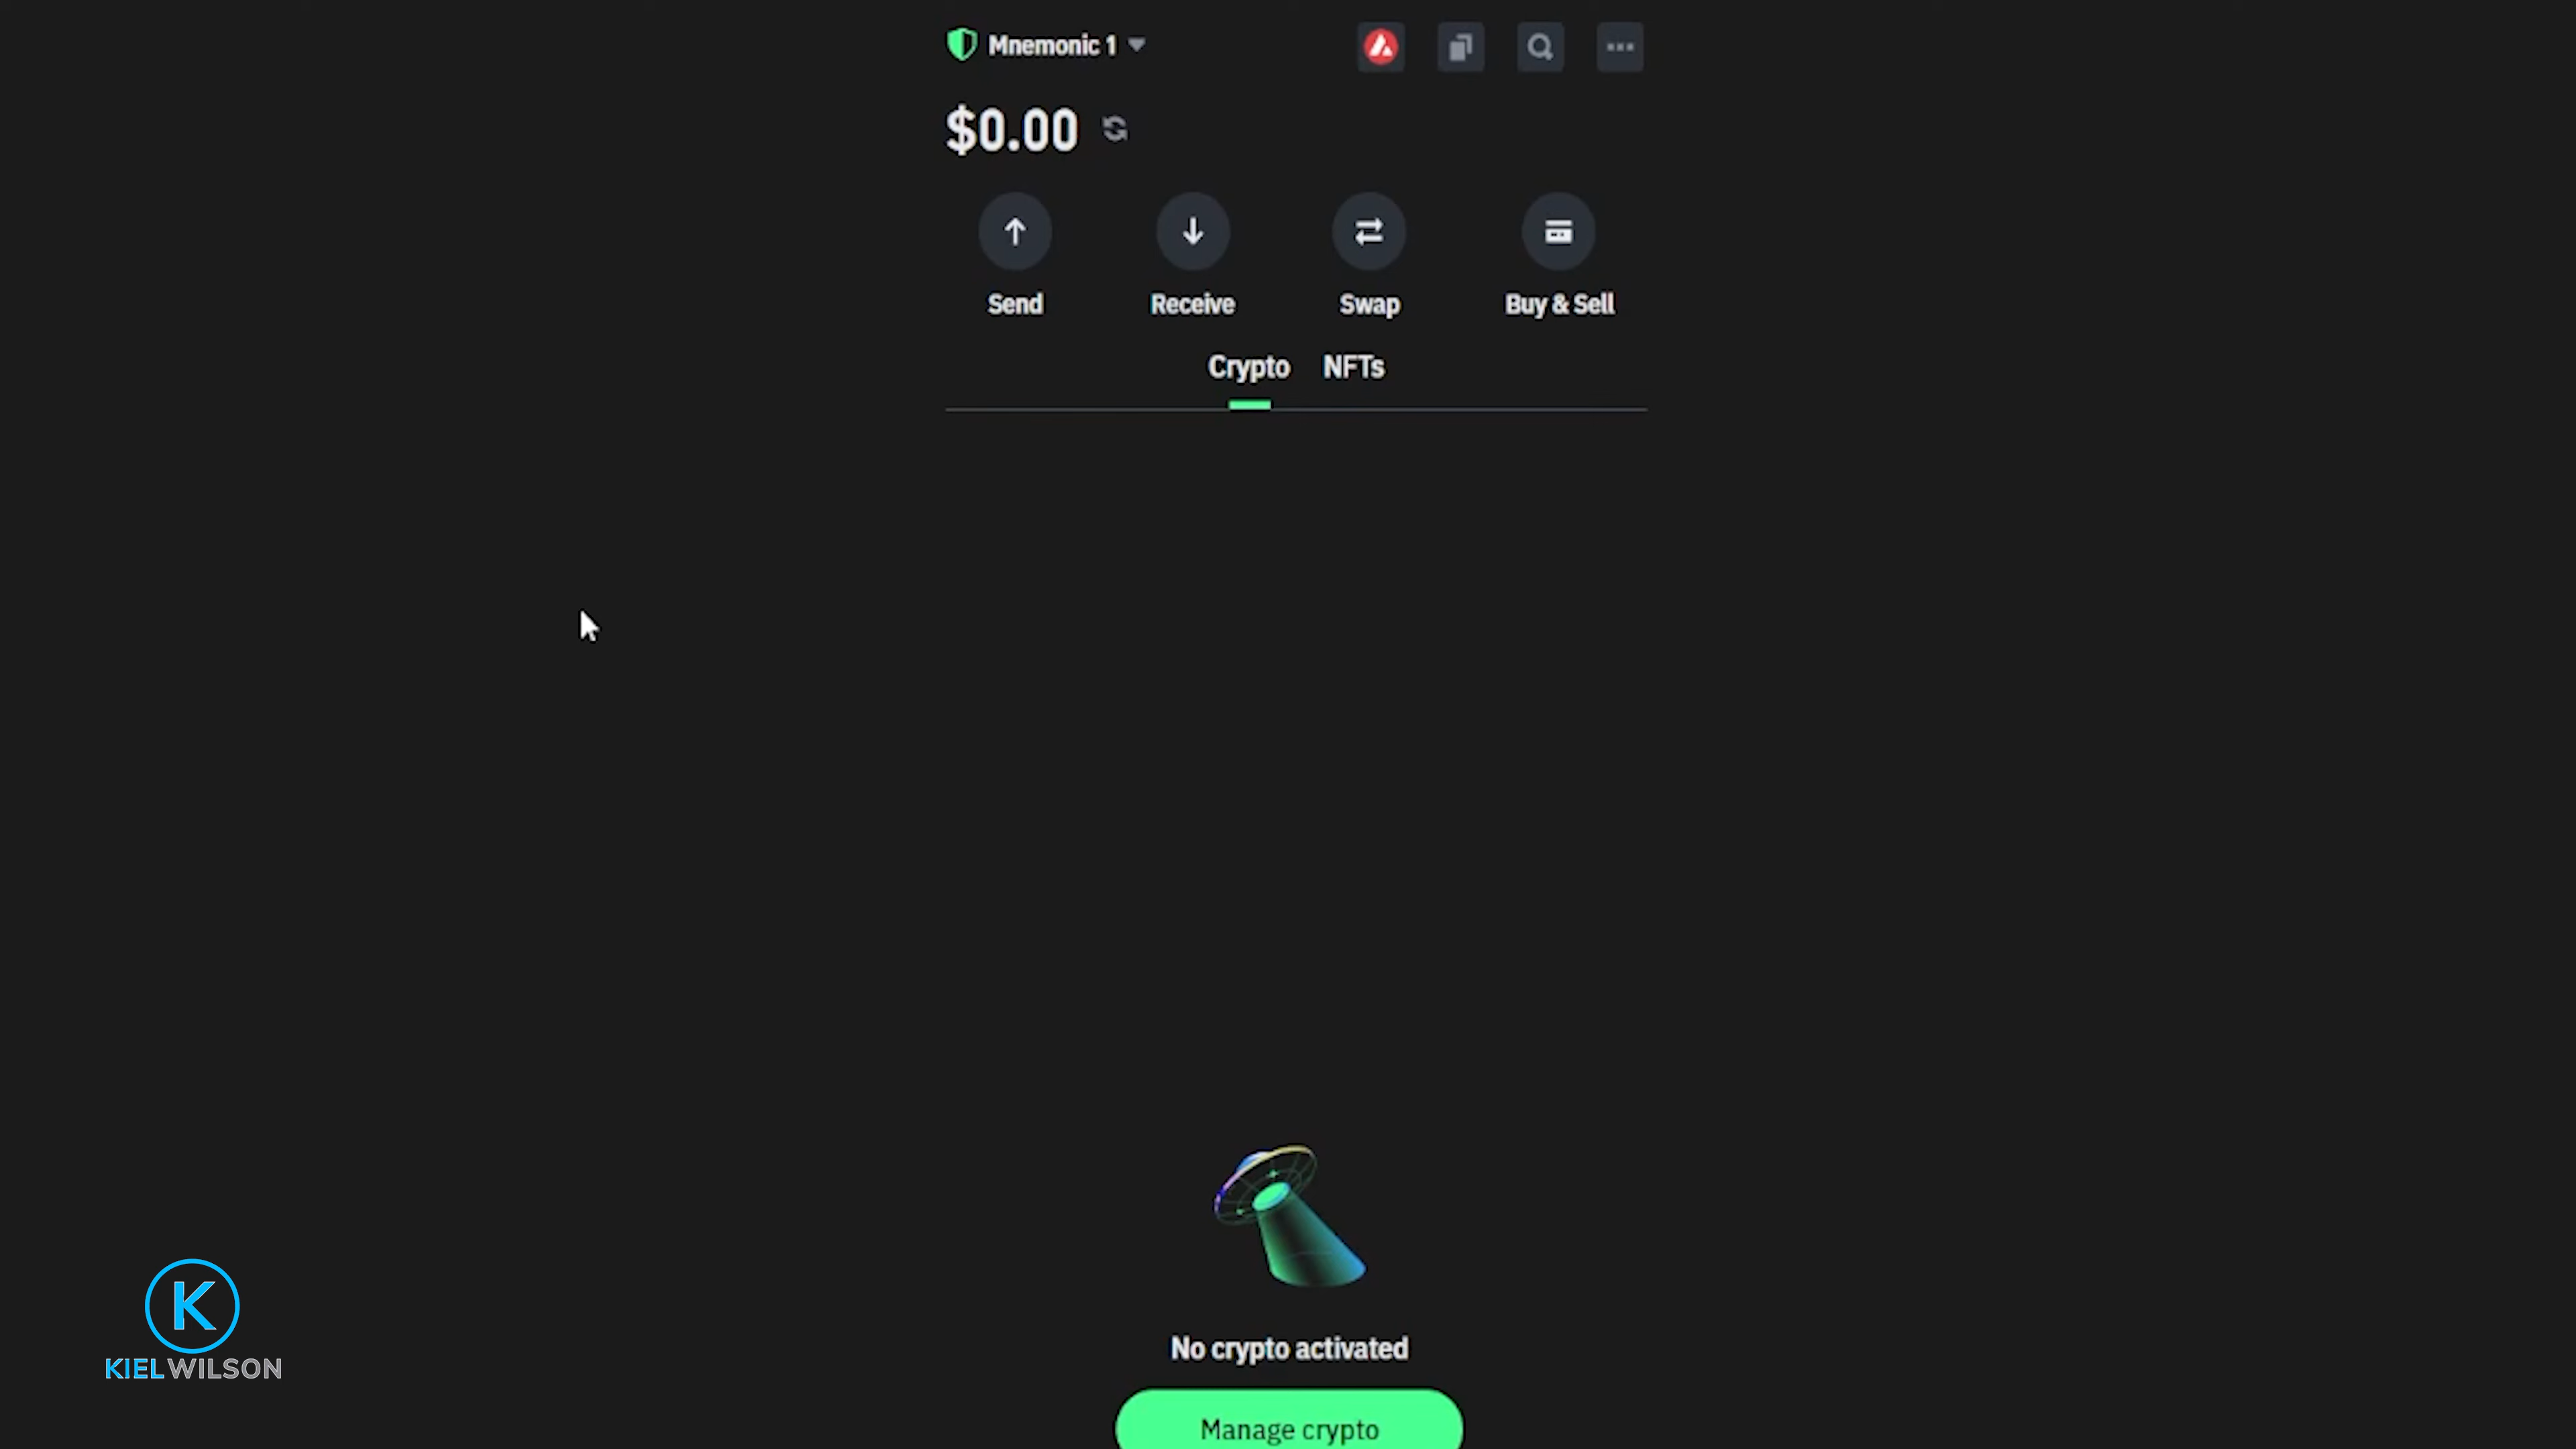 Mnemonic 1
$0.00
Send Receive Swap Buy & Sell
Crypto NFTs
No crypto activated
Manage crypto
K
KIELWILSON